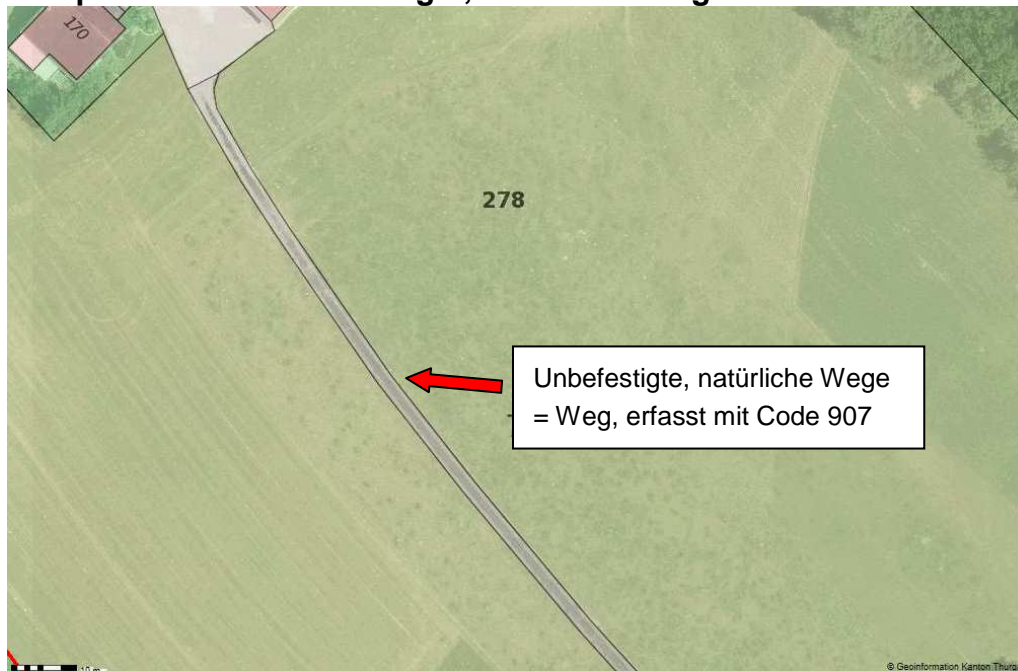 170
278
Unbefestigte, natürliche Wege
= Weg, erfasst mit Code 907
© Geoinformation Kanton Thurg